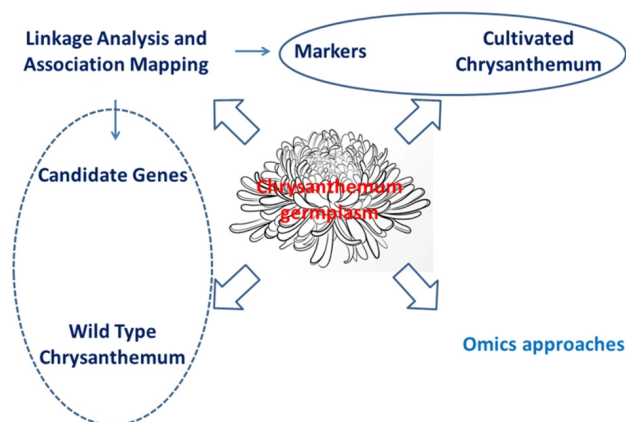 Linkage Analysis and
Association Mapping
Markers
Cultivated
Chrysanthemum
Candidate Genes
Chrysanthemum
germplasm
Wild Type
Chrysanthemum
Omics approaches